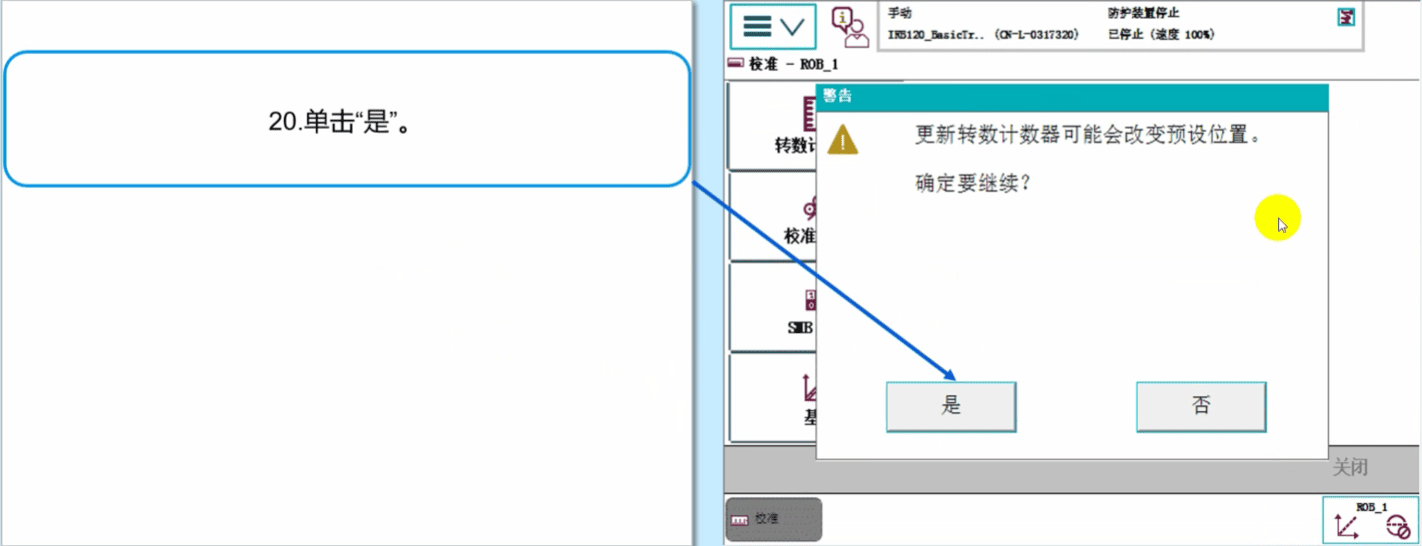 20.单击“是”。
手动
防护装置停止
IRB120_BasicTr.. (CN-L-0317320)
已停止 (速度 100%)
校准 - ROB_1
警告
更新转数计数器可能会改变预设位置。
确定要继续?
转数计
校准
SMB
基
是
否
关闭
校准
ROB_1